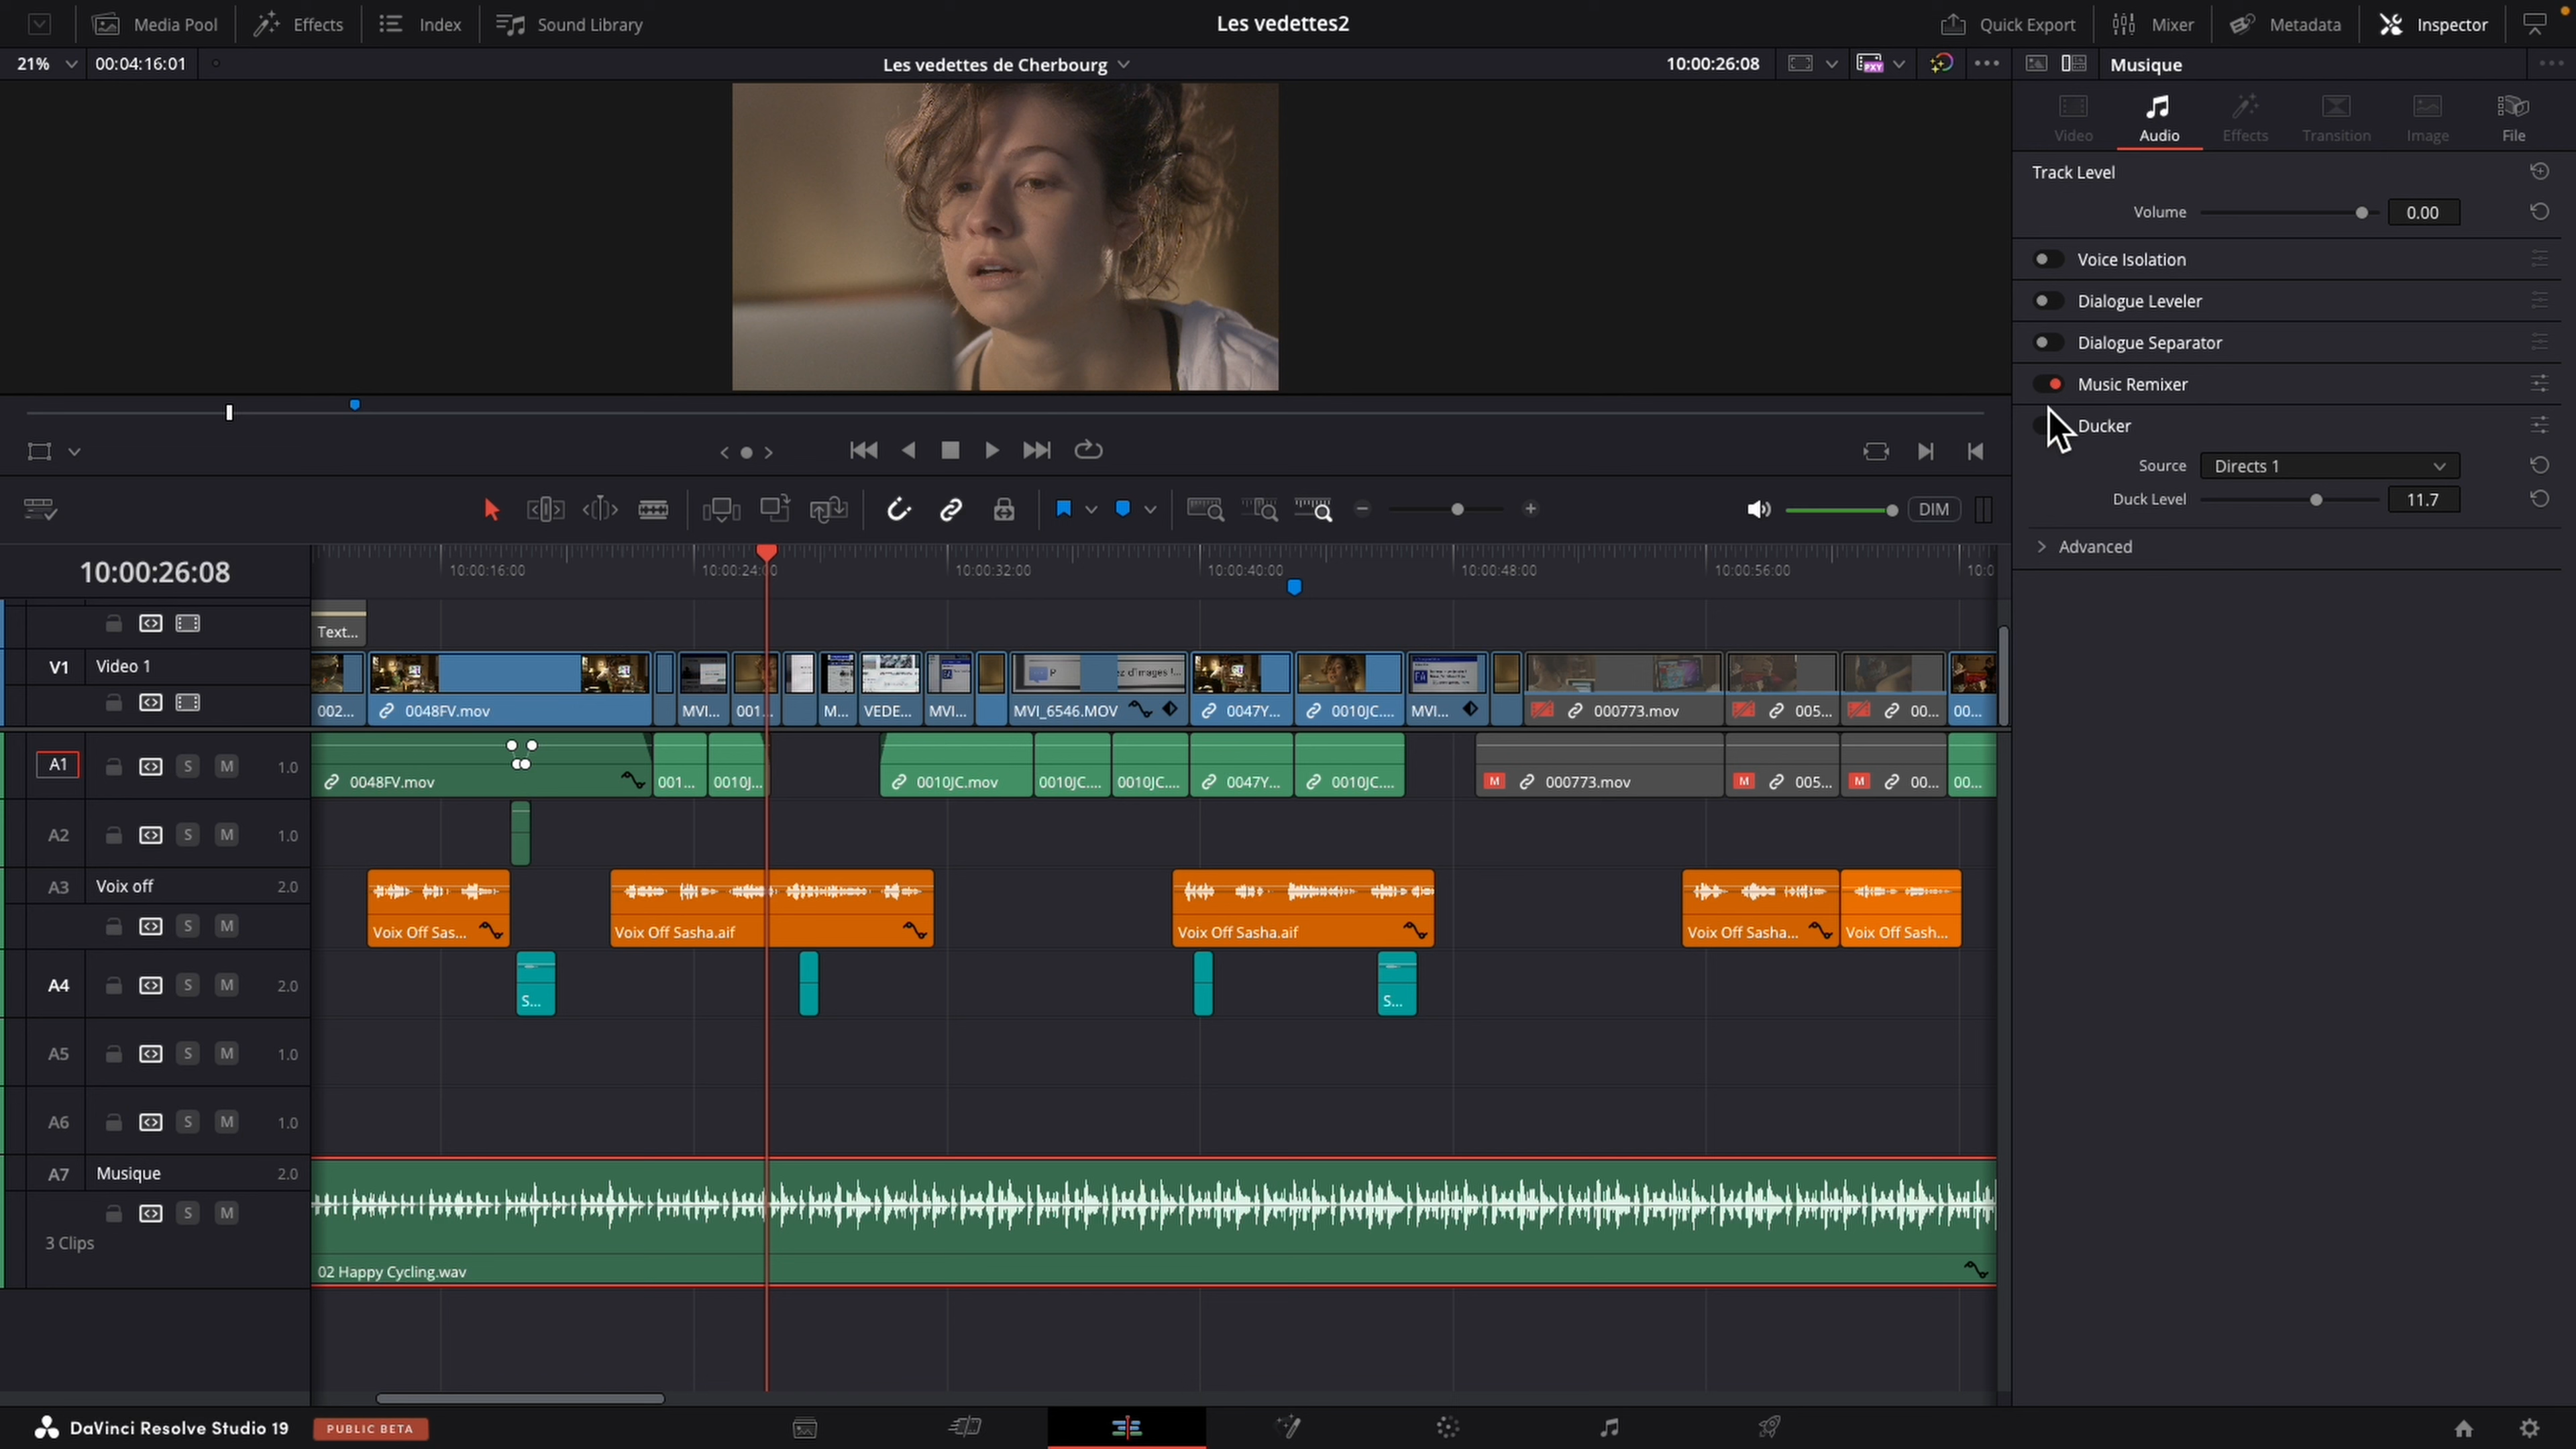 Media Pool Effects Index Sound Library Les vedettes2 Quick Export Mixer Metadata Inspector
21% 00:04:16:01 Les vedettes de Cherbourg 10:00:26:08 PXY Musique
Video Audio Effects Transition Image File
Track Level
Volume 0.00
Voice Isolation
Dialogue Leveler
Dialogue Separator
Music Remixer
Ducker
Source Directs 1
Duck Level 11.7
Advanced
DIM
10:00:26:08 10:00:16:00 10:00:24:00 10:00:32:00 10:00:40:00 10:00:48:00 10:00:56:00 10:0
Text...
V1 Video 1
002... 0048FV.mov MVI... 001... M... VEDE... MVI... MVI_6546.MOV 0047Y... 0010JC.... MVI... 000773.mov 005... 00... 00...
A1 S M 1.0 0048FV.mov 001... 0010J... 0010JC.mov 0010JC.... 0010JC.... 0047Y... 0010JC.... M 000773.mov M 005... M 00... 00...
A2 S M 1.0
A3 Voix off 2.0
S M Voix Off Sas... Voix Off Sasha.aif Voix Off Sasha.aif Voix Off Sasha... Voix Off Sash...
A4 S M 2.0 S... S...
A5 S M 1.0
A6 S M 1.0
A7 Musique 2.0
S M
3 Clips
02 Happy Cycling.wav
DaVinci Resolve Studio 19 PUBLIC BETA